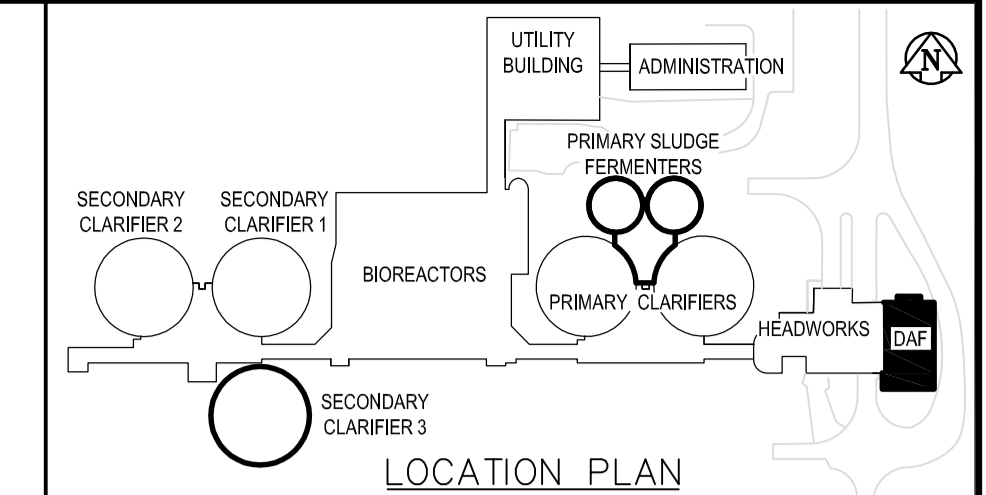 UTILITY
BUILDING
ADMINISTRATION
N
PRIMARY SLUDGE
FERMENTERS
SECONDARY
CLARIFIER 2
SECONDARY
CLARIFIER 1
BIOREACTORS
PRIMARY CLARIFIERS
HEADWORKS
DAF
SECONDARY
CLARIFIER 3
LOCATION PLAN